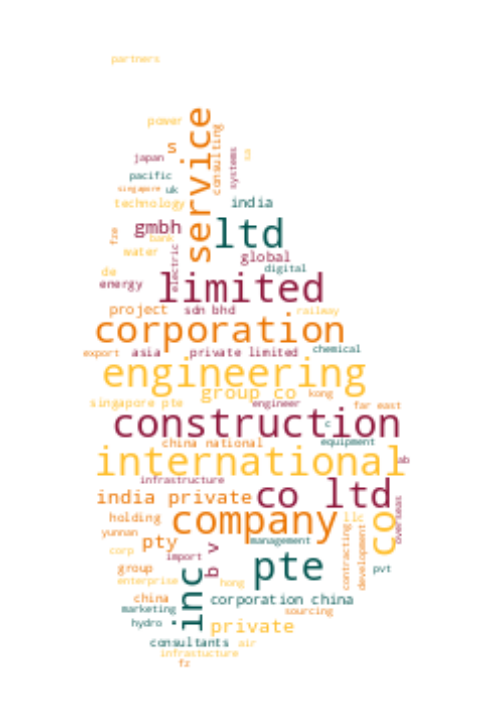 partners
power
service
consulting
s
systems
sa
japan
pacific
singapore uk
technology
india
gmbh
ltd
fze
bank
water
electric
global
de
digital
energy
limited
project
sdn bhd
railway
corporation
export
asia
private limited
chemical
engineering
group co
kong
singapore pte
engineer
far east
construction
c
china national
equipment
international
ab
infrastructure
india private
co ltd
company
holding
llc
co
overseas
yunnan
pty
management
corp
b v
import
contracting
development
group
pte
pvt
enterprise
hong
inc
china
corporation china
marketing
sourcing
hydro
private
consultants
air
infrastucture
fz